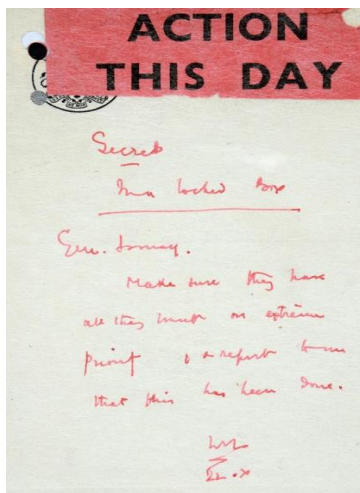 ACTION
THIS DAY
Secret
In a locked Box
Gen. Ismay.
Make sure they have
all they want on extreme
priority & report to me
that this has been done.
WSC
22.x